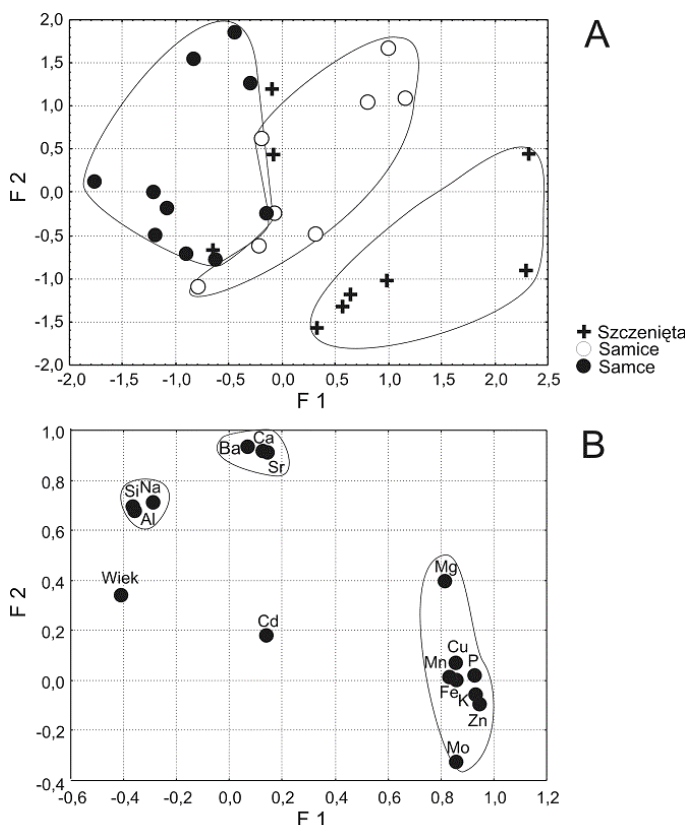 A
2,0
1,5
1,0
0,5
0,0
-0,5
-1,0
-1,5
2,0
F 2
-2,0 -1,5 -1,0 -0,5 0,0 0,5 1,0 1,5 2,0 2,5
F 1
Szczenięta
Samice
Samce
B
1,0
0,8
0,6
0,4
0,2
0,0
-0,2
0,4
F 2
Ba Ca
Sr
Si Na
Al
Wiek
Cd
Mg
Cu
Mn P
Fe K
Zn
Mo
-0,6 -0,4 -0,2 0,0 0,2 0,4 0,6 0,8 1,0 1,2
F 1